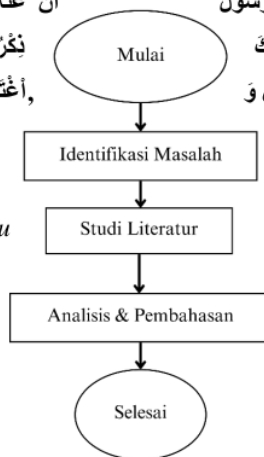 Mulai
Identifikasi Masalah
Studi Literatur
Analisis & Pembahasan
Selesai